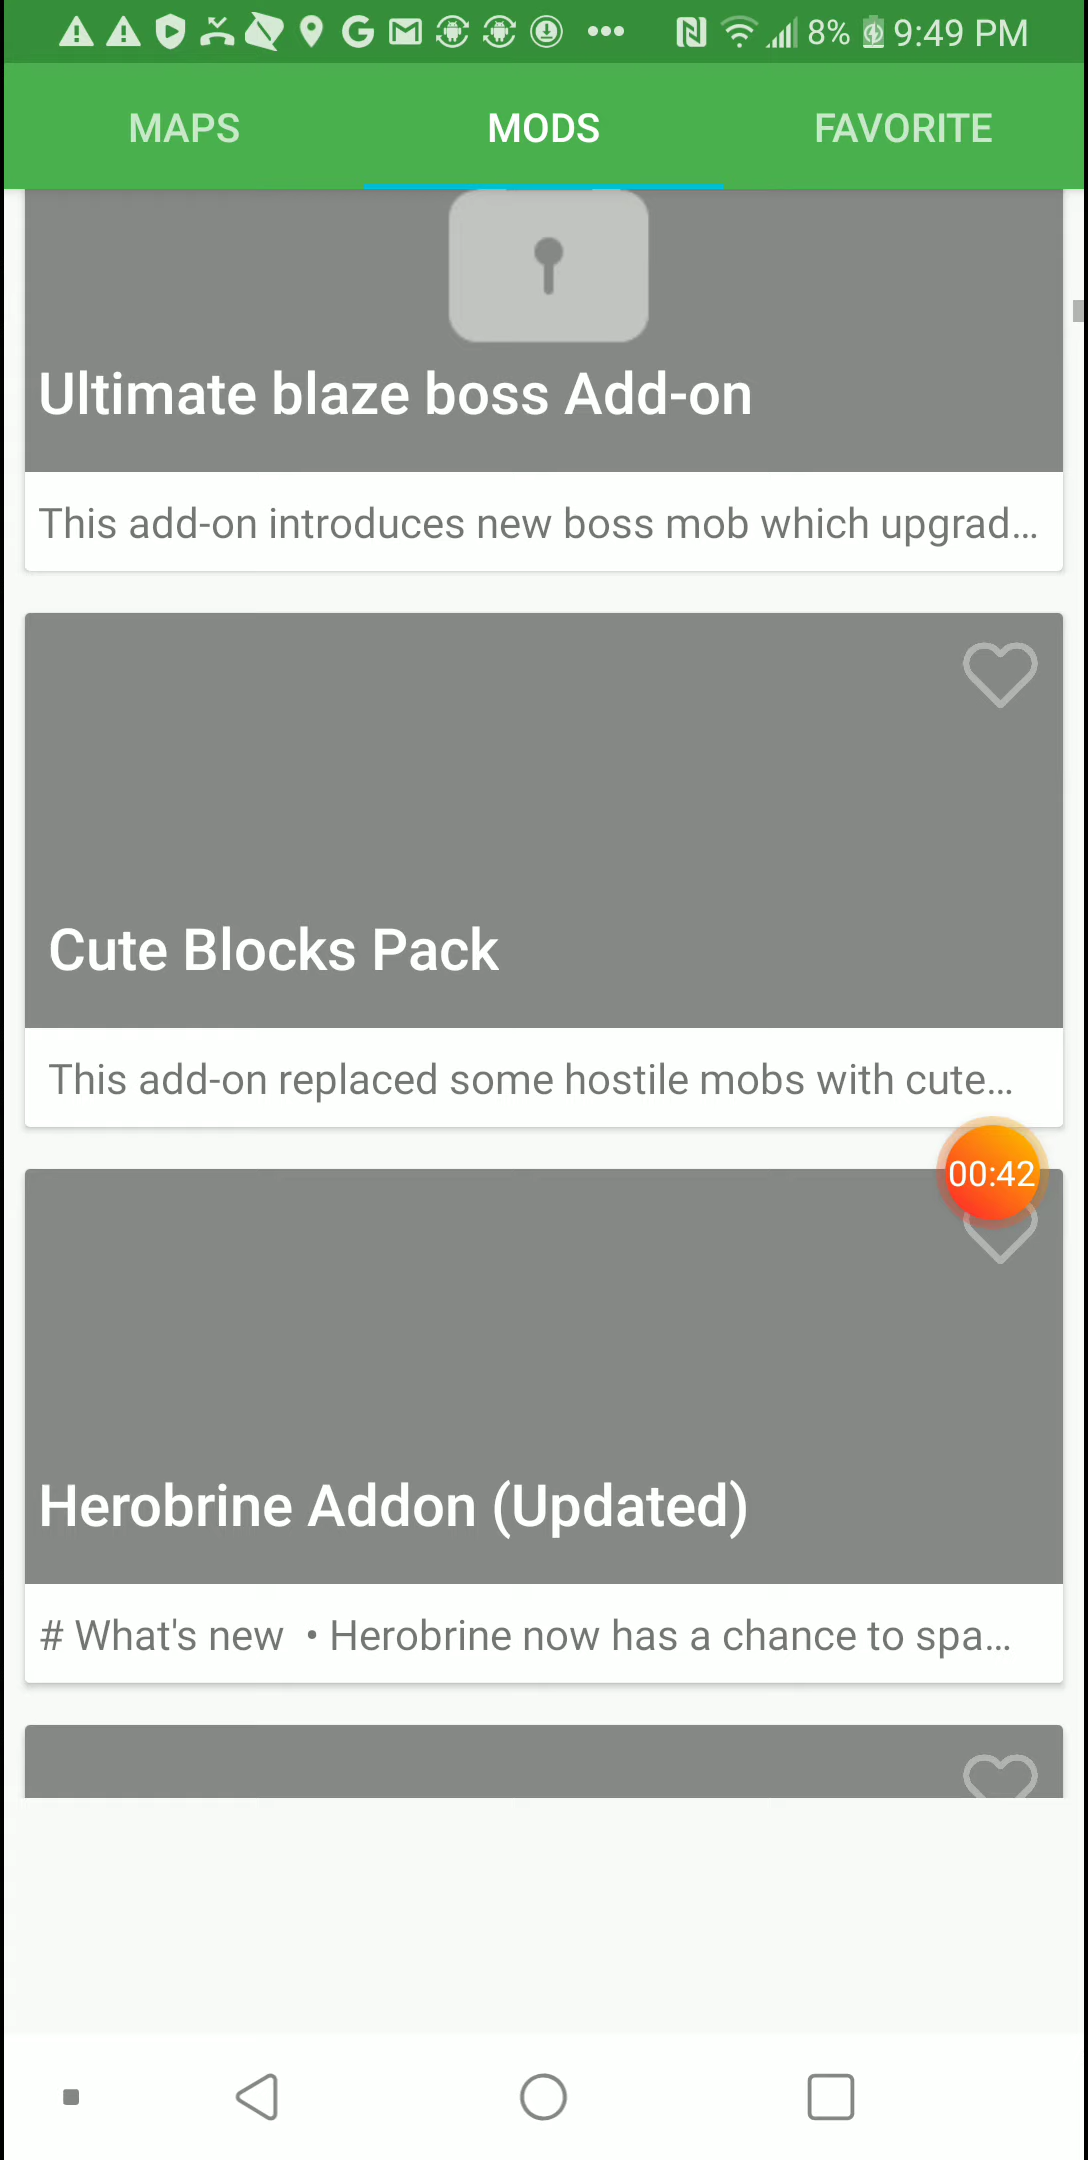 8% 9:49 PM
MAPS MODS FAVORITE
Ultimate blaze boss Add-on
This add-on introduces new boss mob which upgrad...
Cute Blocks Pack
This add-on replaced some hostile mobs with cute...
00:42
Herobrine Addon (Updated)
# What's new • Herobrine now has a chance to spa...